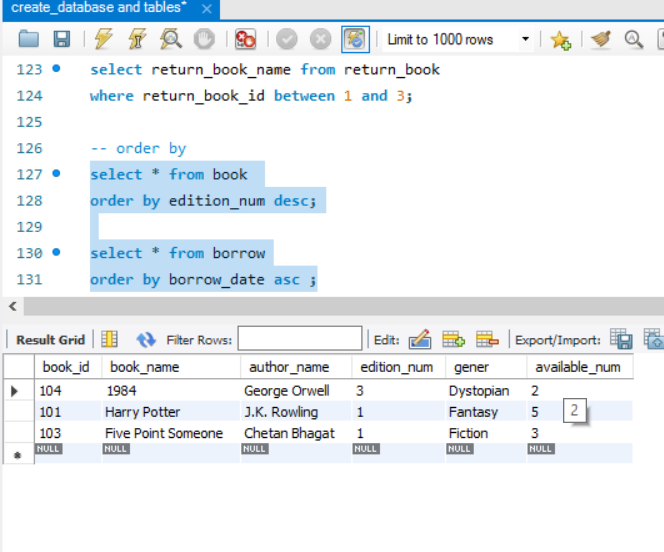 create_database and tables*
Limit to 1000 rows
123 select return_book_name from return_book
124 where return_book_id between 1 and 3;
125
126 -- order by
127 select * from book
128 order by edition_num desc;
129
130 select * from borrow
131 order by borrow_date asc ;
Result Grid Filter Rows: Edit: Export/Import:
book_id book_name author_name edition_num gener available_num
104 1984 George Orwell 3 Dystopian 2
101 Harry Potter J.K. Rowling 1 Fantasy 5 2
103 Five Point Someone Chetan Bhagat 1 Fiction 3
NULL NULL NULL NULL NULL NULL